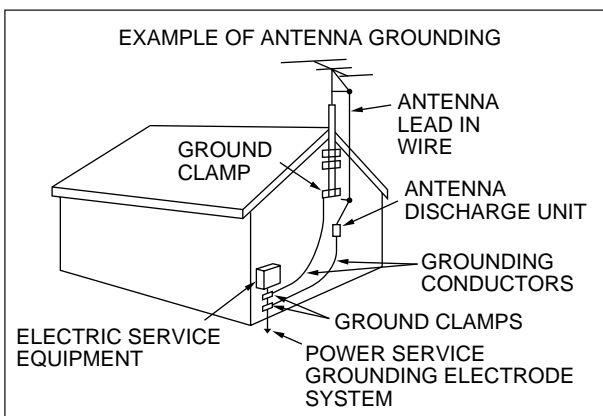 EXAMPLE OF ANTENNA GROUNDING
ANTENNA
LEAD IN
WIRE
GROUND
CLAMP
ANTENNA
DISCHARGE UNIT
GROUNDING
CONDUCTORS
GROUND CLAMPS
ELECTRIC SERVICE
EQUIPMENT
POWER SERVICE
GROUNDING ELECTRODE
SYSTEM